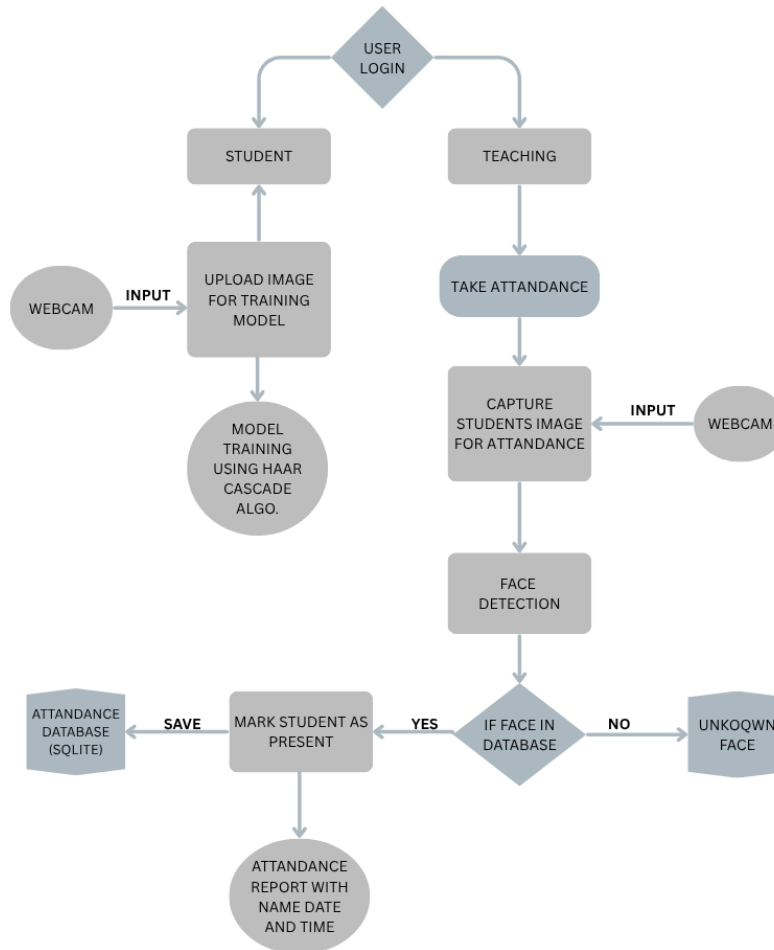 USER
LOGIN
STUDENT
TEACHING
UPLOAD IMAGE
FOR TRAINING
MODEL
INPUT
WEBCAM
TAKE ATTANDANCE
CAPTURE
STUDENTS IMAGE
FOR ATTANDANCE
INPUT
WEBCAM
MODEL
TRAINING
USING HAAR
CASCADE
ALGO.
FACE
DETECTION
ATTANDANCE
DATABASE
(SQLITE)
SAVE
MARK STUDENT AS
PRESENT
YES
IF FACE IN
DATABASE
NO
UNKOQWN
FACE
ATTANDANCE
REPORT WITH
NAME DATE
AND TIME